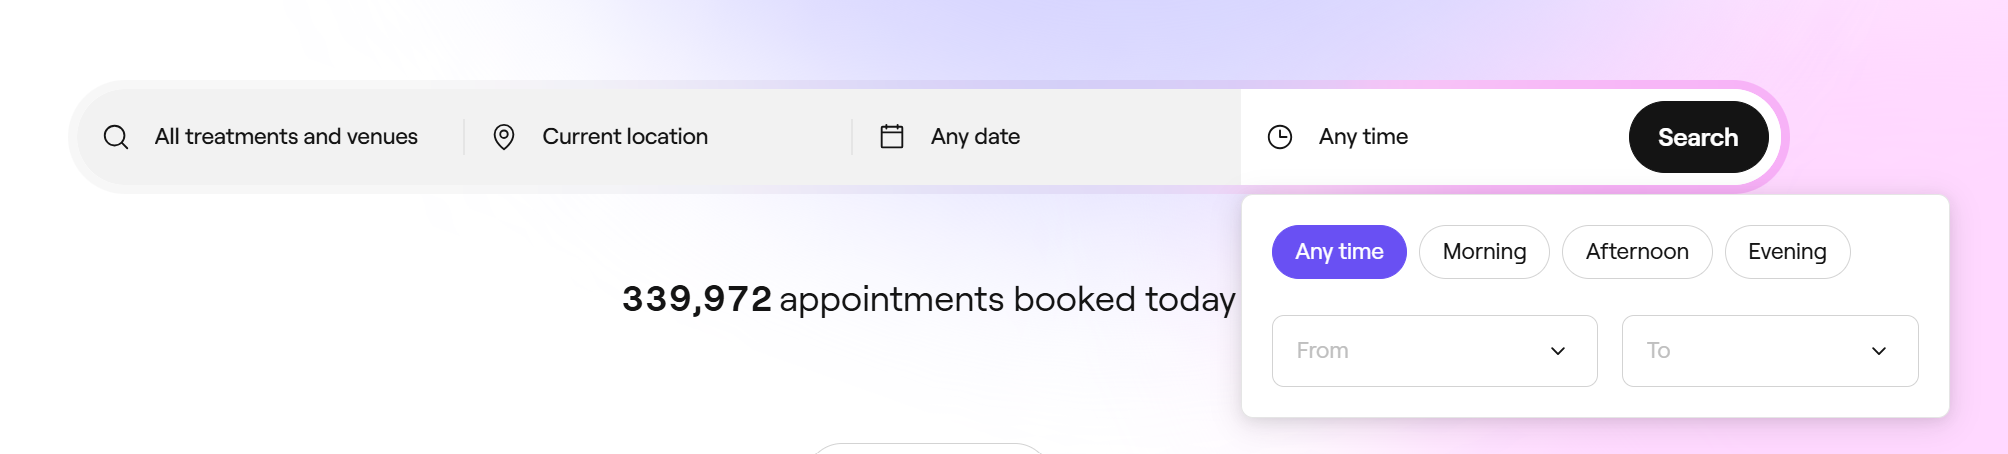 All treatments and venues
Current location
Any date
Any time
Search
Any time
Morning
Afternoon
Evening
339,972 appointments booked today
From
To